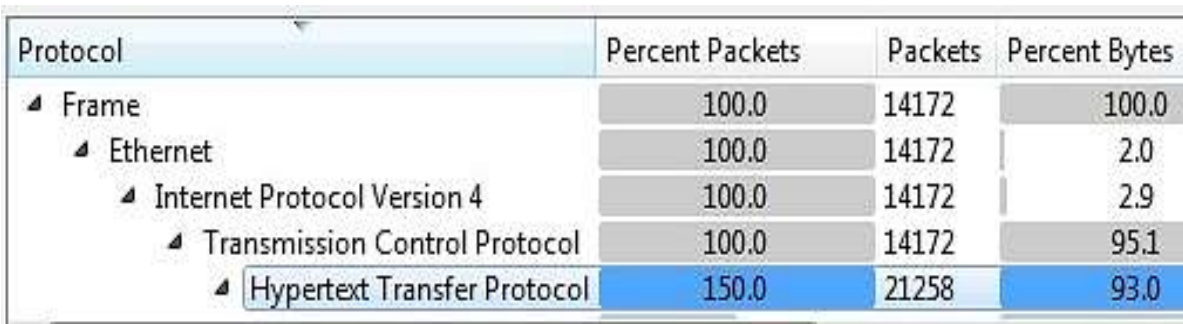 Protocol Percent Packets Packets Percent Bytes
Frame 100.0 14172 100.0
Ethernet 100.0 14172 2.0
Internet Protocol Version 4 100.0 14172 2.9
Transmission Control Protocol 100.0 14172 95.1
Hypertext Transfer Protocol 150.0 21258 93.0